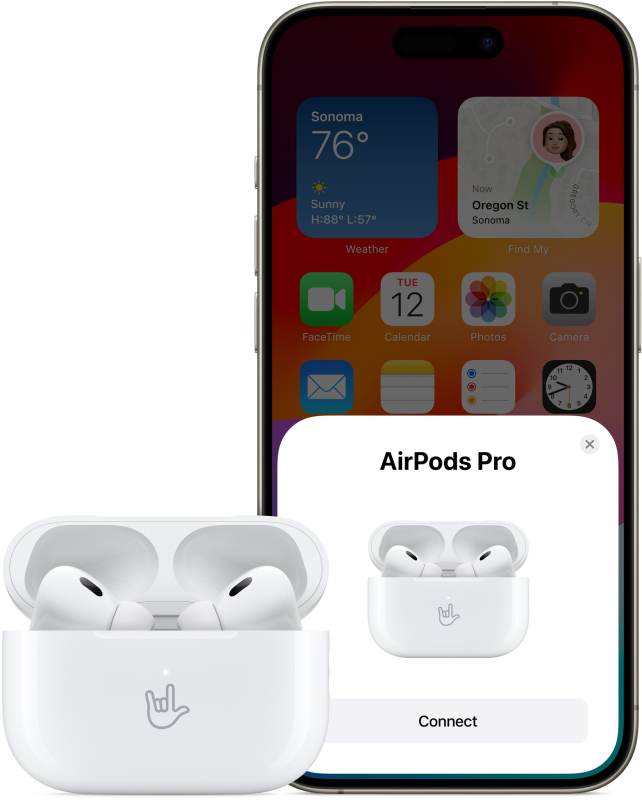 Sonoma
76°
Sunny
H:88° L:57°
Weather
Now
Oregon St
Sonoma
Find My
FaceTime
TUE
12
Calendar
Photos
Camera
AirPods Pro
Connect